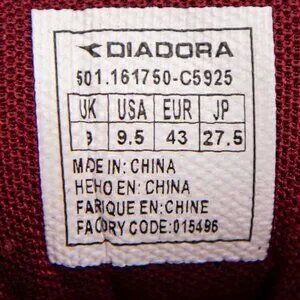 DIADORA
501.161750-C5925
UK USA EUR JP
9 9.5 43 27.5
MADE IN: CHINA
HEHO EN: CHINA
FABRIQUE EN: CHINE
FACTORY CODE: 015496